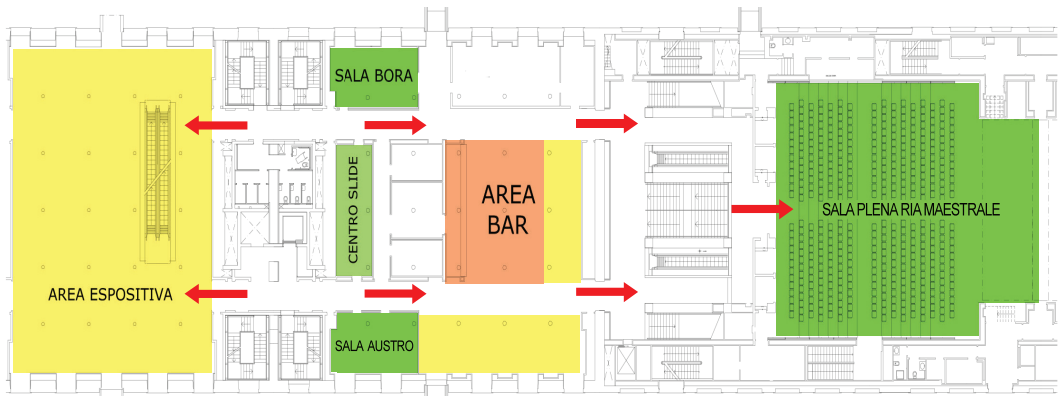 SALA BORA
CENTRO SLIDE
AREA
BAR
SALA PLENA RIA MAESTRALE
AREA ESPOSITIVA
SALA AUSTRO